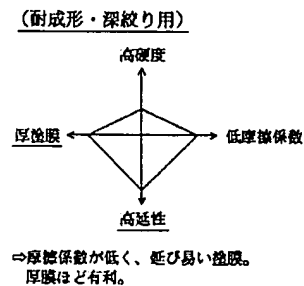 （耐成形・深絞り用）
高硬度
厚塗膜
低摩擦係数
高延性
⇨摩擦係数が低く、延び易い塗膜。
厚膜ほど有利。